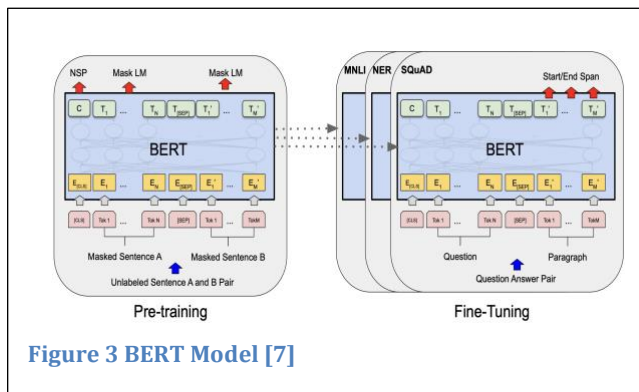 NSP Mask LM Mask LM
C T1 ... TN T[SEP] T1' ... TM'
BERT
E[CLS] E1 ... EN E[SEP] E1' ... EM'
[CLS] Tok 1 ... Tok N [SEP] Tok 1 ... TokM
Masked Sentence A Masked Sentence B
Unlabeled Sentence A and B Pair
Pre-training
MNLI NER SQuAD
Start/End Span
C T1 ... TN T[SEP] T1' ... TM'
BERT
E[CLS] E1 ... EN E[SEP] E1' ... EM'
[CLS] Tok 1 ... Tok N [SEP] Tok 1 ... TokM
Question Paragraph
Question Answer Pair
Fine-Tuning
Figure 3 BERT Model [7]